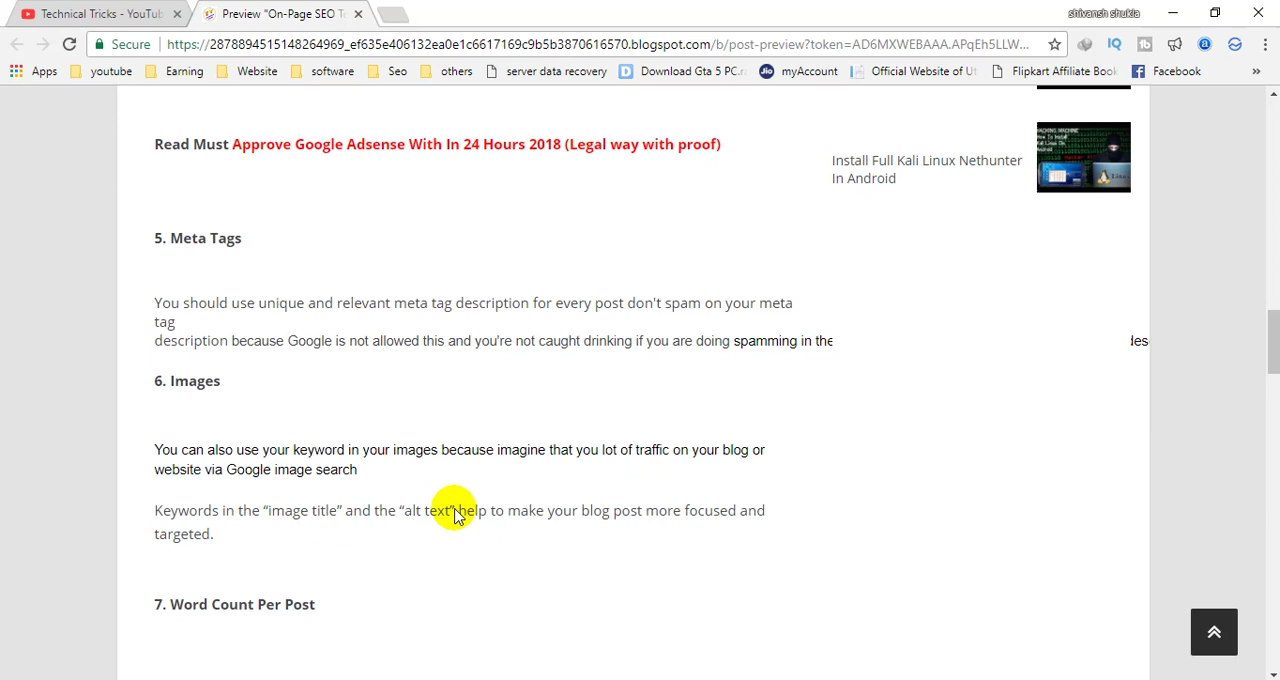 Technical Tricks - YouTub
Preview "On-Page SEO T
shivansh shukla
Secure
https://2878894515148264969_ef635e406f32ea0e1c6617169c9b5b3870616570.blogspot.com/b/post-preview?token=AD6MXWEBAAA.APqEh5LLW...
Apps
youtube
Earning
Website
software
Seo
others
server data recovery
Download Gta 5 PC.r
Jio
myAccount
Official Website of U
Flipkart Affiliate Book
Facebook
Read Must Approve Google Adsense With In 24 Hours 2018 (Legal way with proof)
Install Full Kali Linux Nethunter
In Android
5. Meta Tags
You should use unique and relevant meta tag description for every post don't spam on your meta
tag
description because Google is not allowed this and you're not caught drinking if you are doing spamming in the
des
6. Images
You can also use your keyword in your images because imagine that you lot of traffic on your blog or
website via Google image search
Keywords in the “image title” and the “alt text” help to make your blog post more focused and
targeted.
7. Word Count Per Post